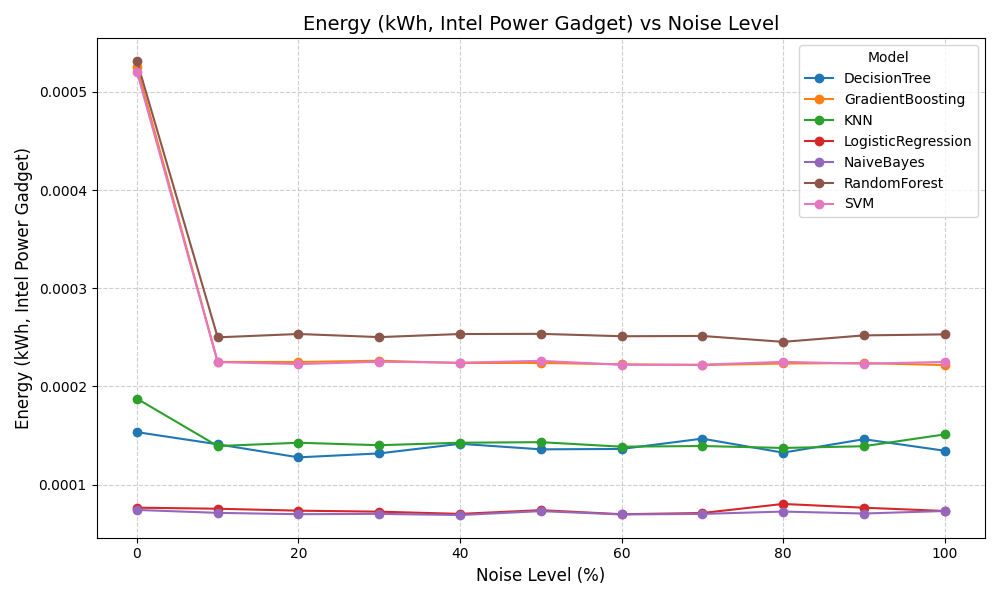 Energy (kWh, Intel Power Gadget) vs Noise Level
Energy (kWh, Intel Power Gadget)
0.0005
0.0004
0.0003
0.0002
0.0001
Model
DecisionTree
GradientBoosting
KNN
LogisticRegression
NaiveBayes
RandomForest
SVM
0 20 40 60 80 100
Noise Level (%)